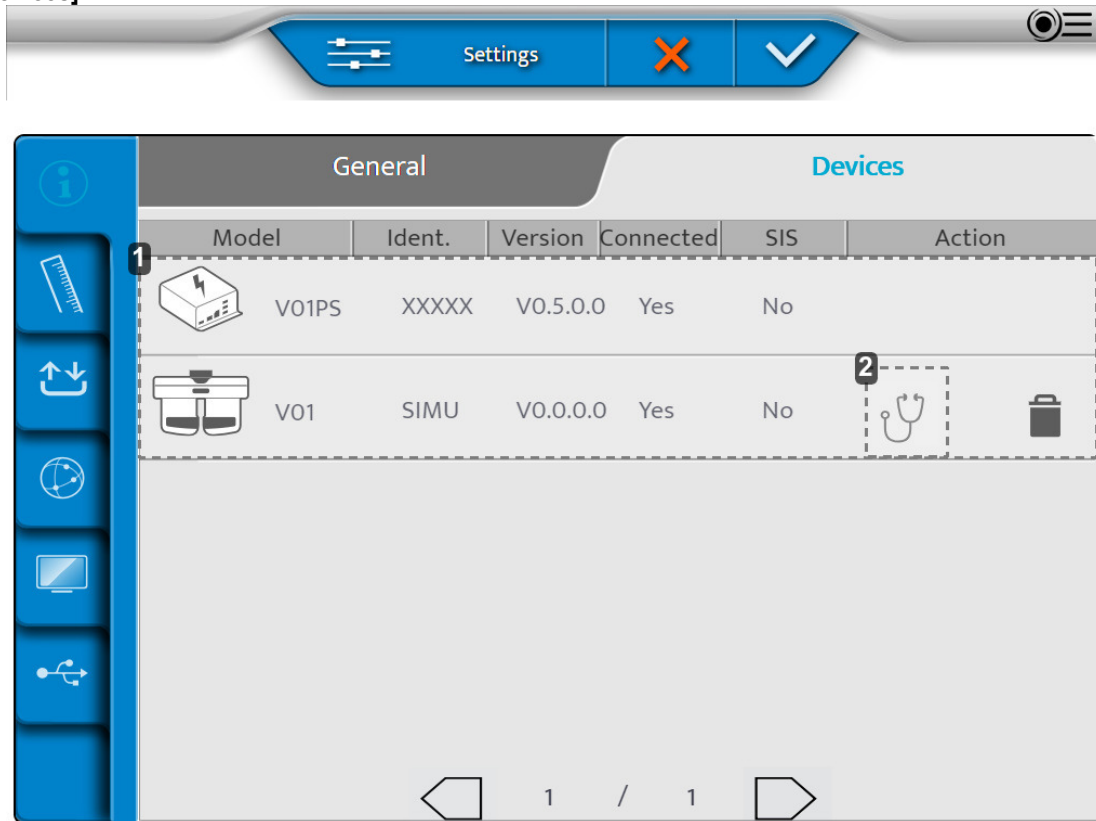 Settings
General Devices
Model Ident. Version Connected SIS Action
1
V01PS XXXXX V0.5.0.0 Yes No
2
V01 SIMU V0.0.0.0 Yes No
1 / 1